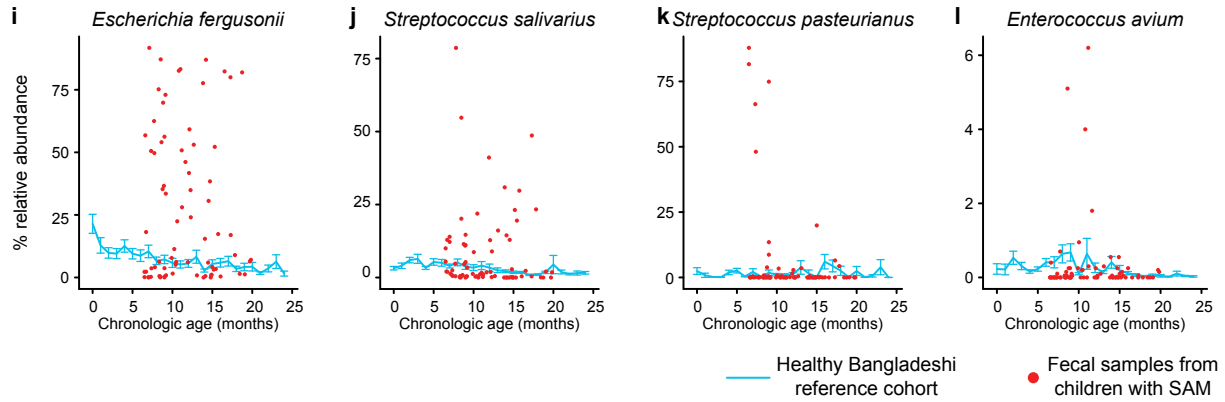 i Escherichia fergusonii
j Streptococcus salivarius
k Streptococcus pasteurianus
l Enterococcus avium
% relative abundance
75
50
25
0
0 5 10 15 20 25
Chronologic age (months)
75
50
25
0
0 5 10 15 20 25
Chronologic age (months)
75
50
25
0
0 5 10 15 20 25
Chronologic age (months)
6
4
2
0
0 5 10 15 20 25
Chronologic age (months)
Healthy Bangladeshi
reference cohort
Fecal samples from
children with SAM